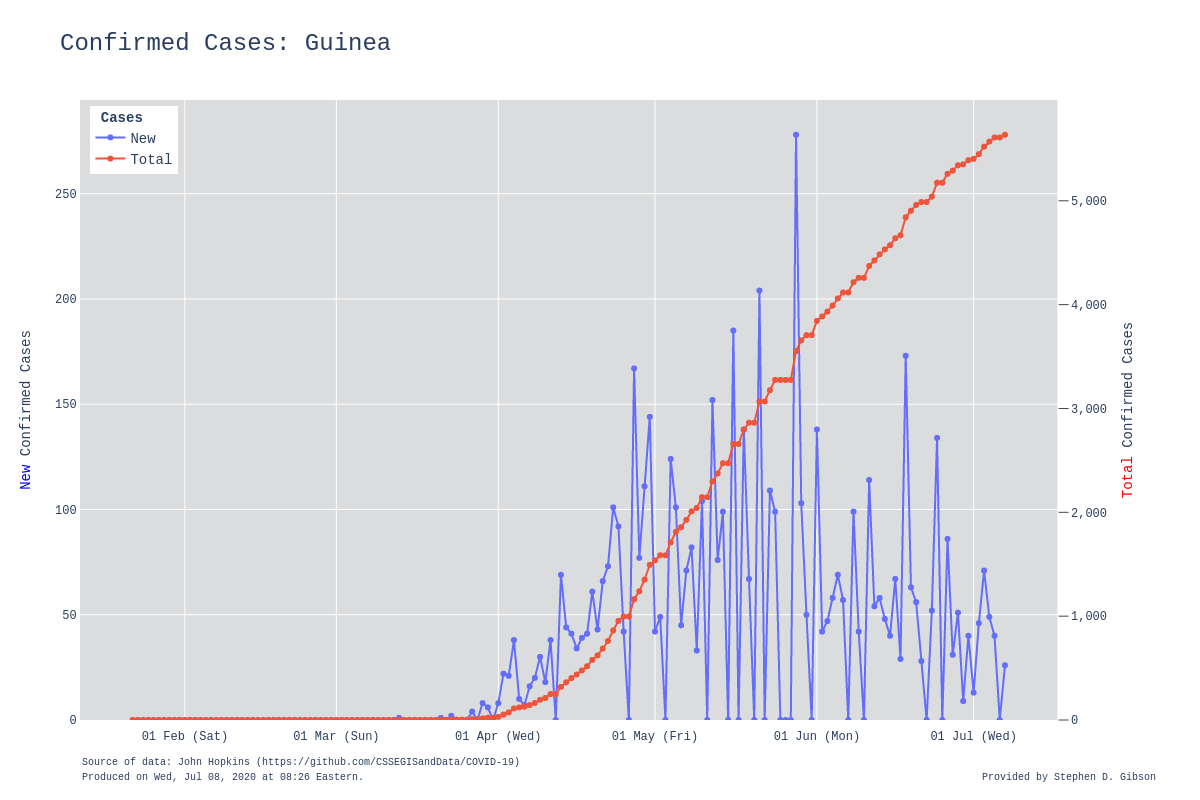 Confirmed Cases: Guinea
Cases
New
Total
250
200
150
100
50
0
5,000
4,000
3,000
2,000
1,000
0
New Confirmed Cases
Total Confirmed Cases
01 Feb (Sat)
01 Mar (Sun)
01 Apr (Wed)
01 May (Fri)
01 Jun (Mon)
01 Jul (Wed)
Source of data: John Hopkins (https://github.com/CSSEGISandData/COVID-19)
Produced on Wed, Jul 08, 2020 at 08:26 Eastern.
Provided by Stephen D. Gibson